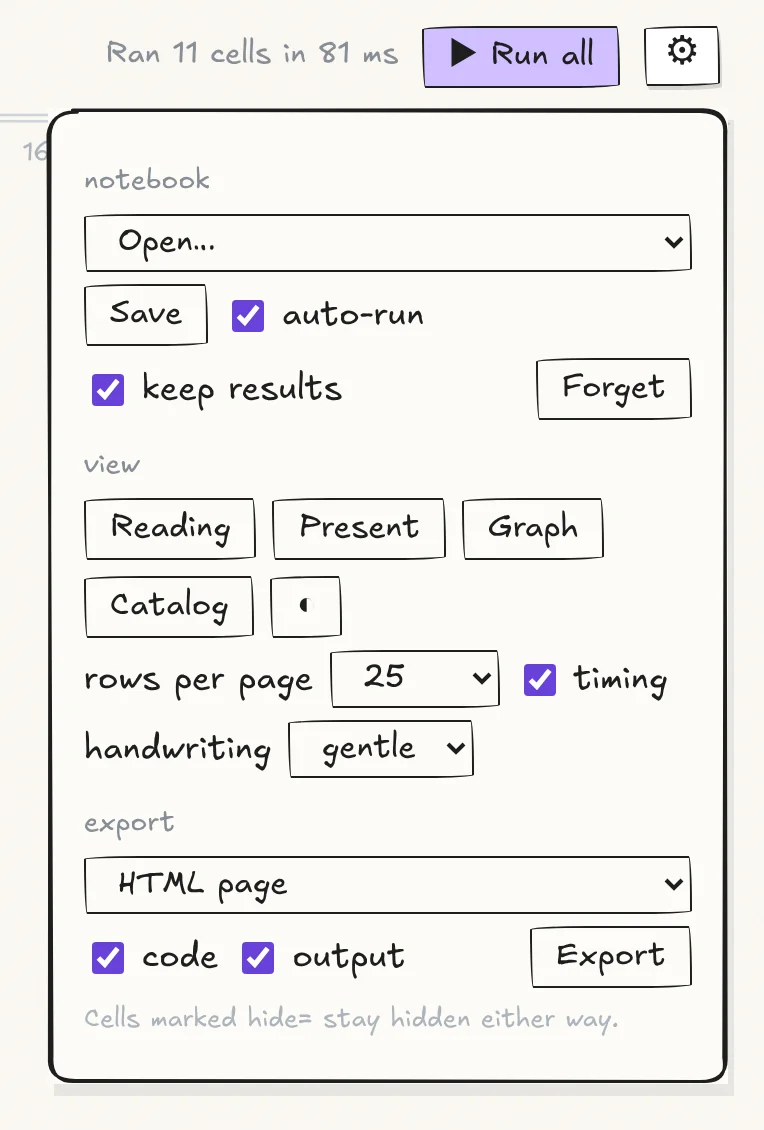 Ran 11 cells in 81 ms ▶ Run all ⚙
16
notebook
Open...
Save auto-run
keep results Forget
view
Reading Present Graph
Catalog
rows per page 25 timing
handwriting gentle
export
HTML page
code output Export
Cells marked hide= stay hidden either way.